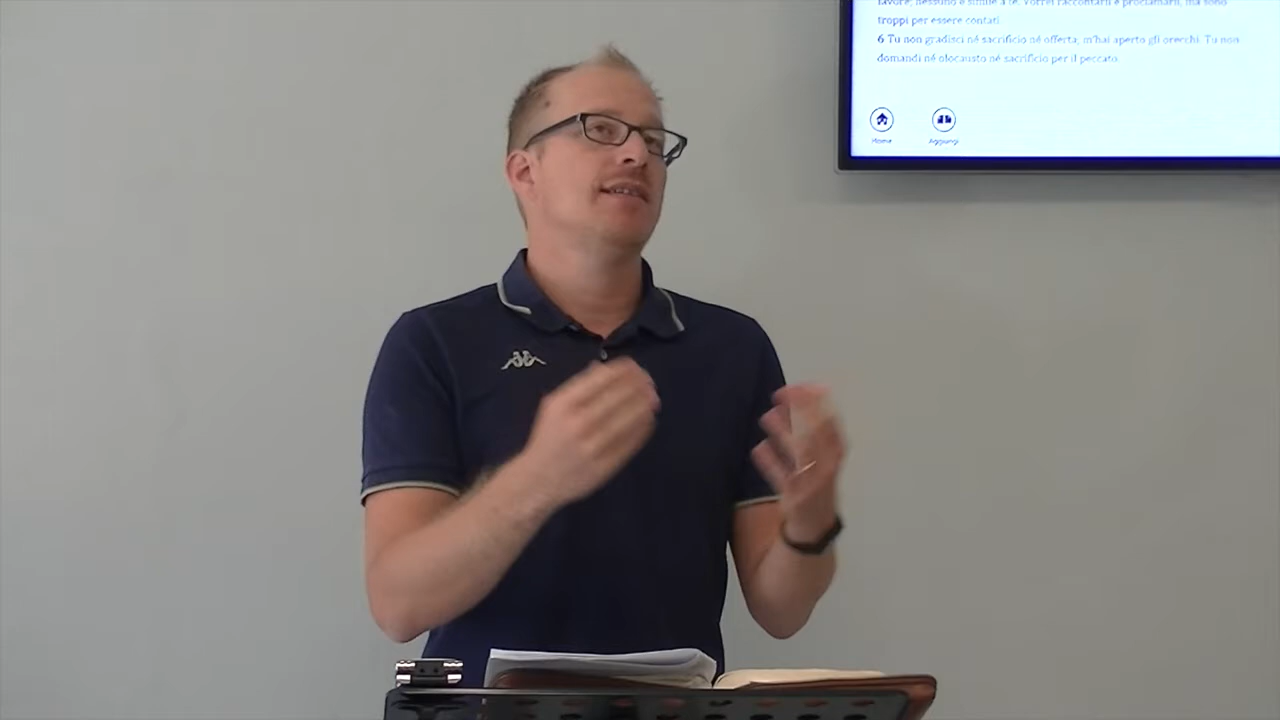 favore; nessuno è simile a te. Vorrei raccontarli e proclamarli, ma sono
troppi per essere contati.
6 Tu non gradisci né sacrificio né offerta; m'hai aperto gli orecchi. Tu non
domandi né olocausto né sacrificio per il peccato.
Home
Aggiungi